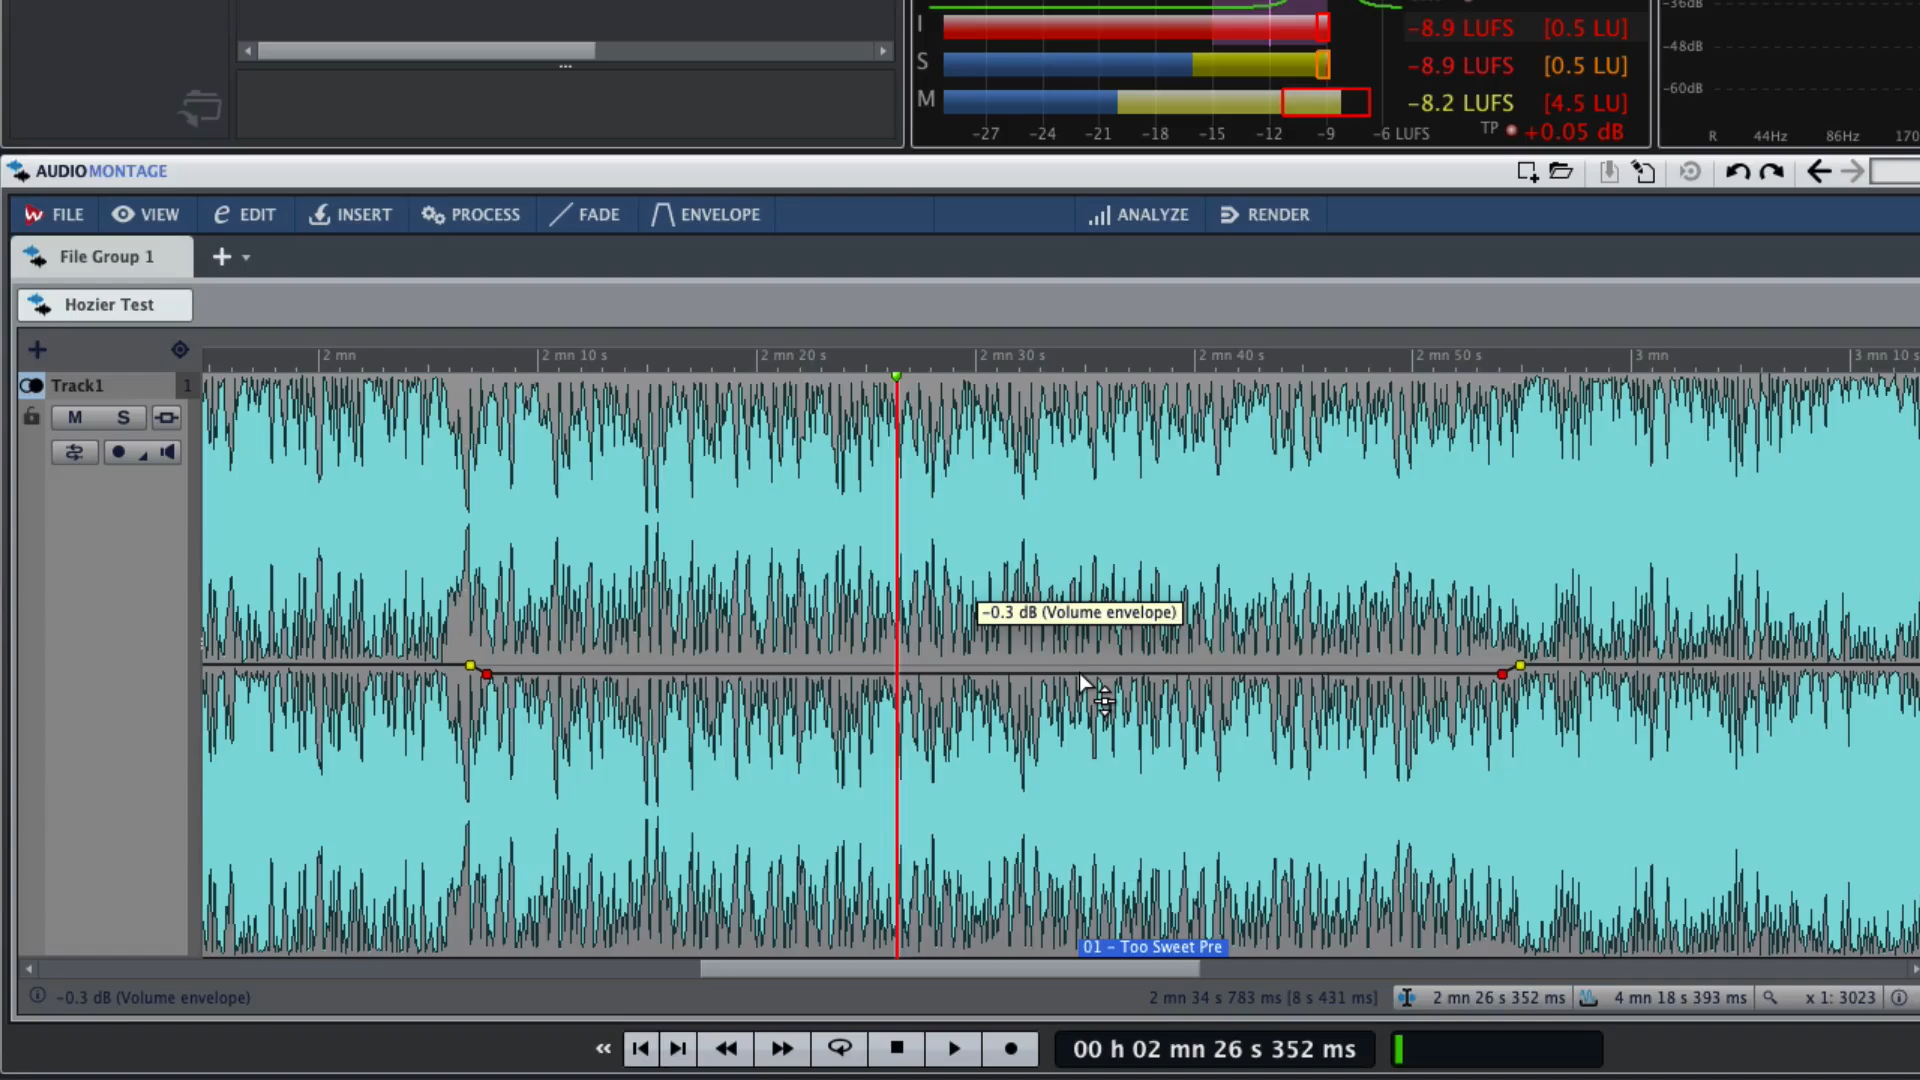 -36dB
I
-8.9 LUFS [0.5 LU]
-48dB
S
-8.9 LUFS [0.5 LU]
-60dB
M
-8.2 LUFS [4.5 LU]
-27 -24 -21 -18 -15 -12 -9 -6 LUFS TP +0.05 dB
R 44Hz 86Hz 170
AUDIOMONTAGE
FILE VIEW EDIT INSERT PROCESS FADE ENVELOPE ANALYZE RENDER
File Group 1
Hozier Test
2 mn 2 mn 10 s 2 mn 20 s 2 mn 30 s 2 mn 40 s 2 mn 50 s 3 mn 3 mn 10 s
Track1 1
M S
-0.3 dB (Volume envelope)
01 - Too Sweet Pre
-0.3 dB (Volume envelope)
2 mn 34 s 783 ms [8 s 431 ms] 2 mn 26 s 352 ms 4 mn 18 s 393 ms x 1: 3023
00 h 02 mn 26 s 352 ms